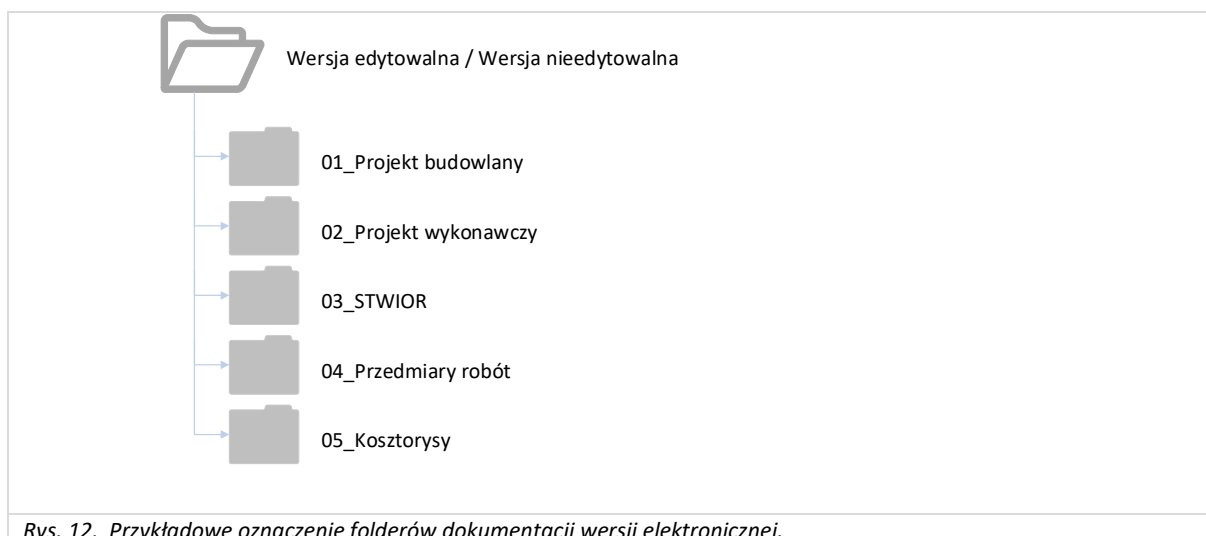 Wersja edytowalna / Wersja nieedytowalna
01_Projekt budowlany
02_Projekt wykonawczy
03_STWIOR
04_Przedmiary robót
05_Kosztorysy
Rys. 12. Przykładowe oznaczenie folderów dokumentacji wersji elektronicznej.